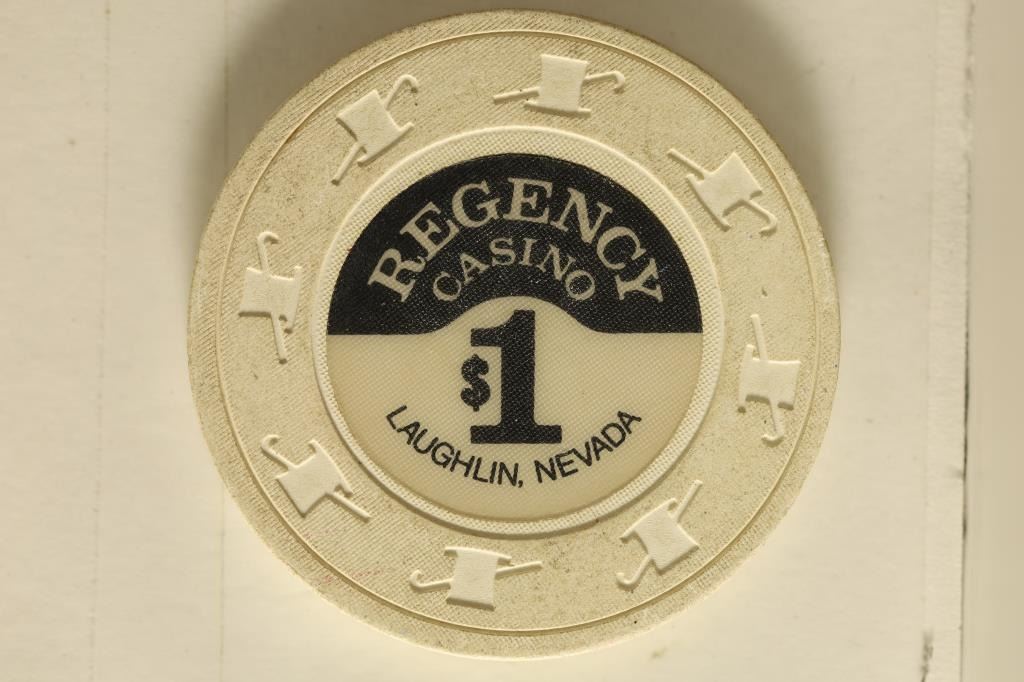 REGENCY
CASINO
$1
LAUGHLIN, NEVADA